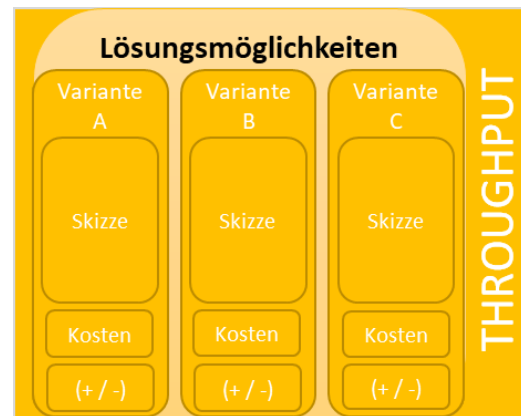 Lösungsmöglichkeiten
Variante
A
Skizze
Kosten
(+ / -)
Variante
B
Skizze
Kosten
(+ / -)
Variante
C
Skizze
Kosten
(+ / -)
THROUGHPUT